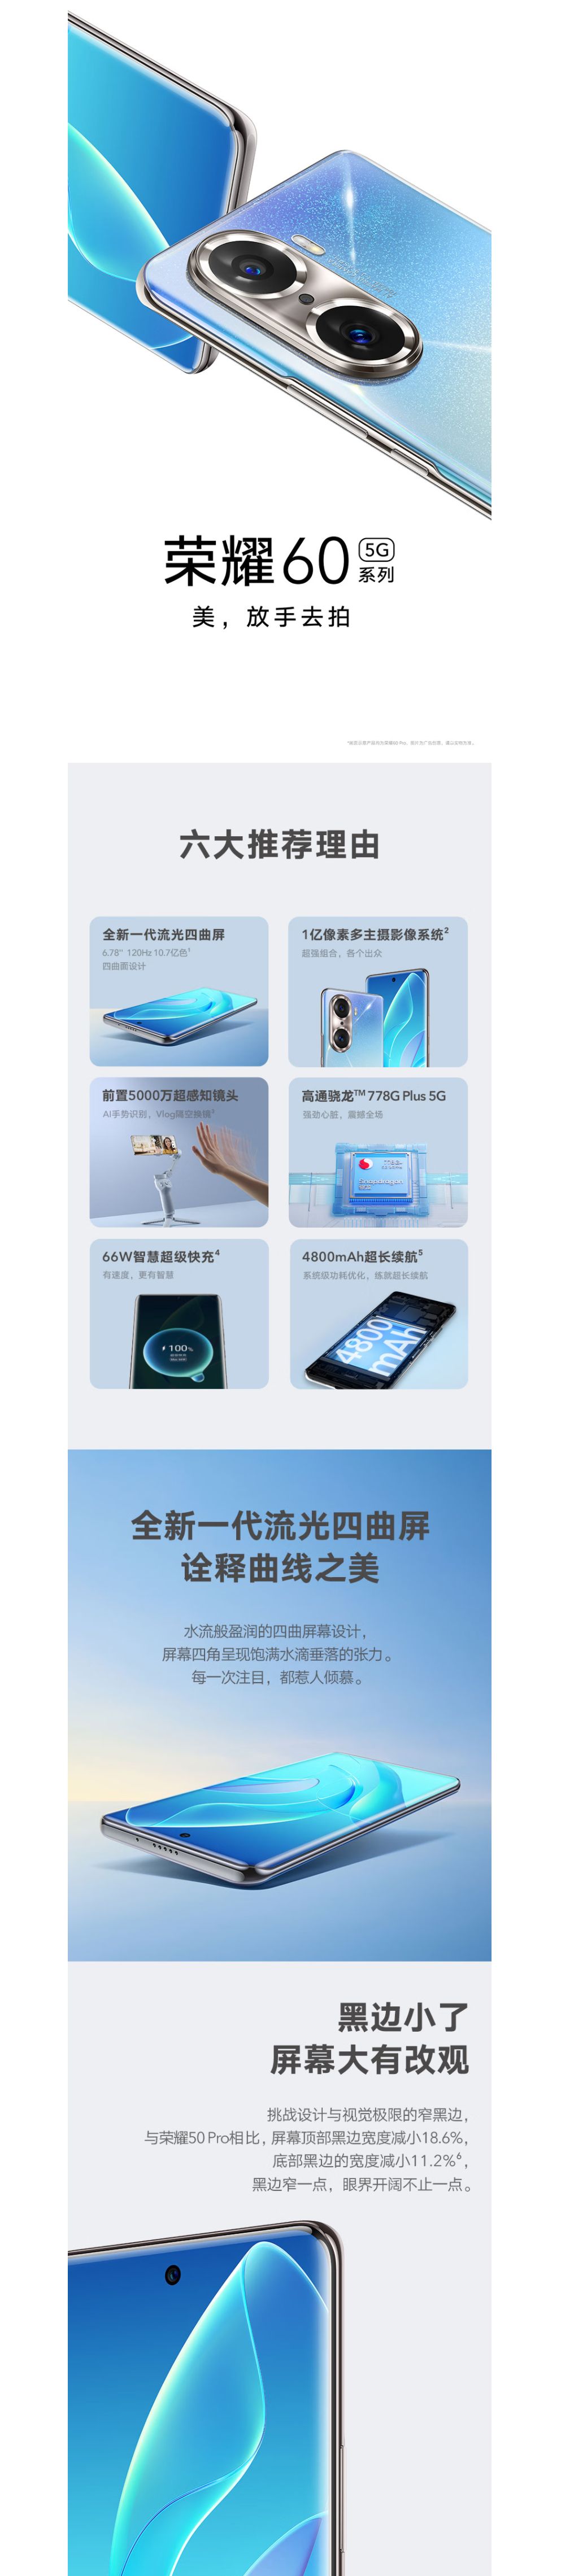 荣耀60 5G
系列
美，放手去拍
六大推荐理由
全新一代流光四曲屏
6.78" 120Hz 10.7亿色1
四曲面设计
1亿像素多主摄影像系统2
超强组合，各个出众
前置5000万超感知镜头
AI手势识别，Vlog隔空换镜3
高通骁龙TM 778G Plus 5G
强劲心脏，震撼全场
Snapdragon
66W智慧超级快充4
有速度，更有智慧
100%
4800mAh超长续航5
系统级功耗优化，练就超长续航
4800
mAh
全新一代流光四曲屏
诠释曲线之美
水流般盈润的四曲屏幕设计，
屏幕四角呈现饱满水滴垂落的张力。
每一次注目，都惹人倾慕。
黑边小了
屏幕大有改观
挑战设计与视觉极限的窄黑边，
与荣耀50 Pro相比，屏幕顶部黑边宽度减小18.6%，
底部黑边的宽度减小11.2%6，
黑边窄一点，眼界开阔不止一点。